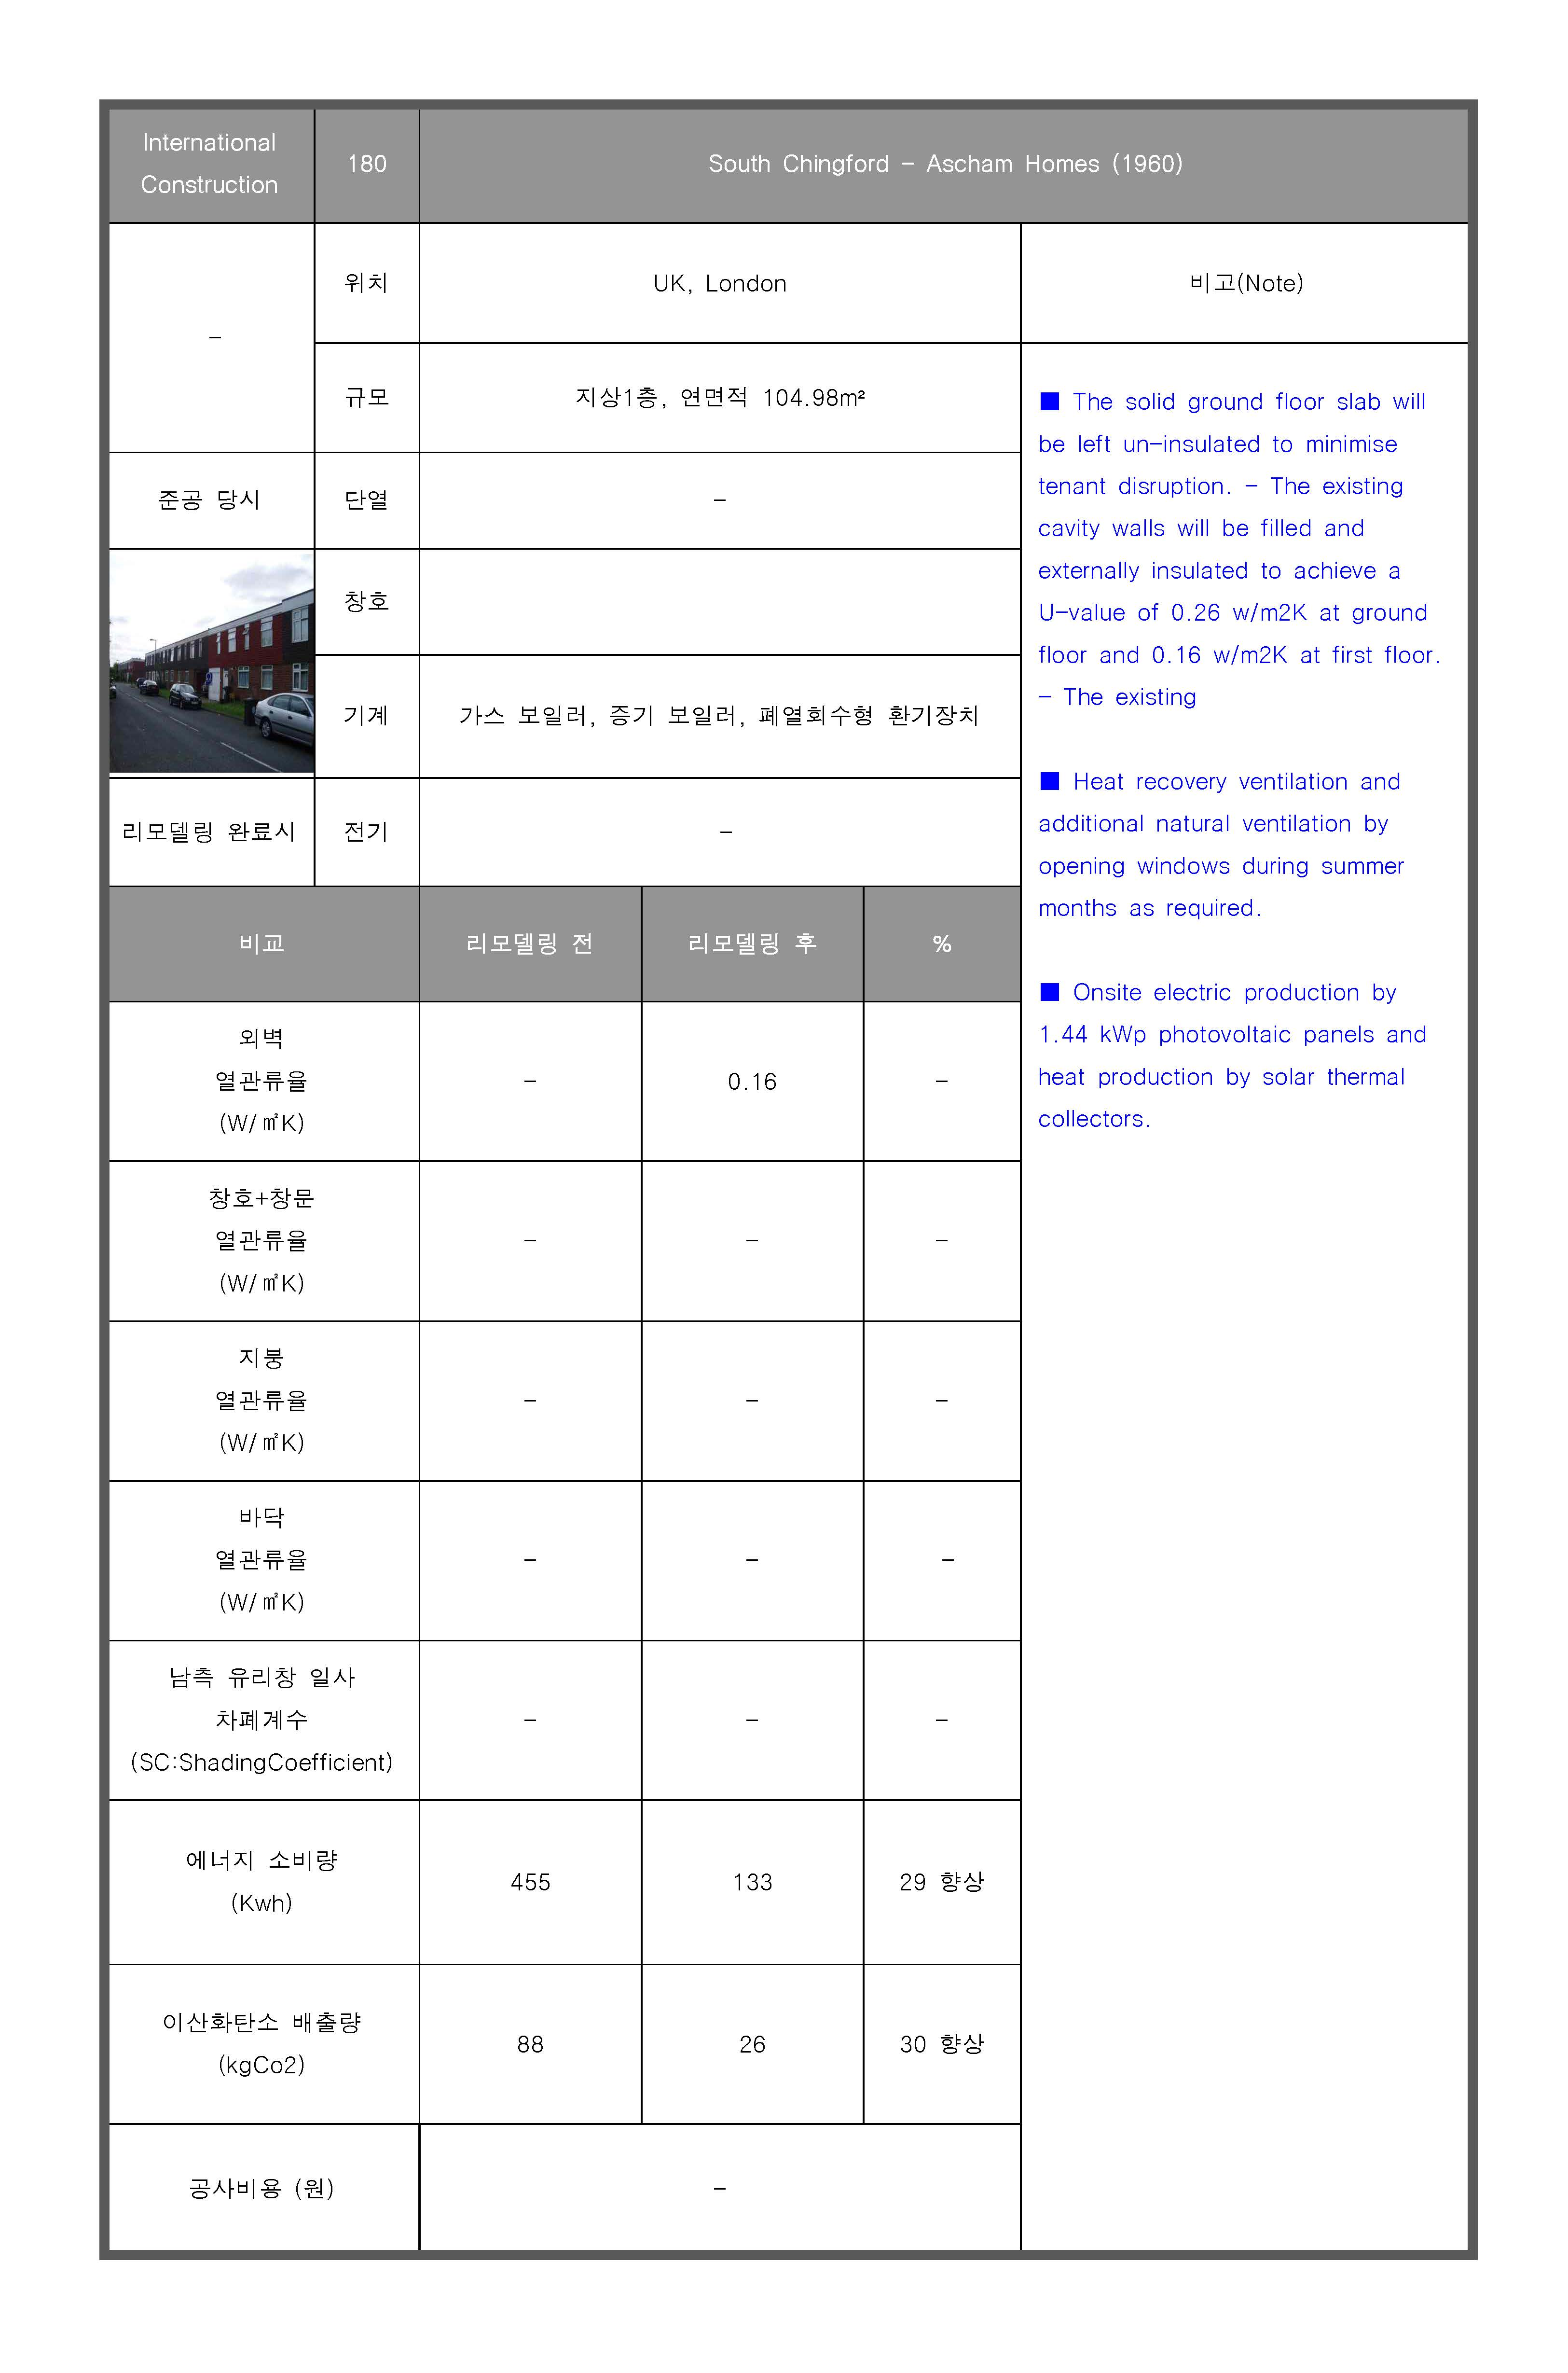 International
Construction
180
South Chingford - Ascham Homes (1960)
-
위치
UK, London
비고(Note)
규모
지상1층, 연면적 104.98m²
준공 당시
단열
-
창호
기계
가스 보일러, 증기 보일러, 폐열회수형 환기장치
리모델링 완료시
전기
-
■ The solid ground floor slab will
be left un-insulated to minimise
tenant disruption. - The existing
cavity walls will be filled and
externally insulated to achieve a
U-value of 0.26 w/m2K at ground
floor and 0.16 w/m2K at first floor.
- The existing
■ Heat recovery ventilation and
additional natural ventilation by
opening windows during summer
months as required.
■ Onsite electric production by
1.44 kWp photovoltaic panels and
heat production by solar thermal
collectors.
비교
리모델링 전
리모델링 후
%
외벽
열관류율
(W/㎡K)
-
0.16
-
창호+창문
열관류율
(W/㎡K)
-
-
-
지붕
열관류율
(W/㎡K)
-
-
-
바닥
열관류율
(W/㎡K)
-
-
-
남측 유리창 일사
차폐계수
(SC:ShadingCoefficient)
-
-
-
에너지 소비량
(Kwh)
455
133
29 향상
이산화탄소 배출량
(kgCo2)
88
26
30 향상
공사비용 (원)
-